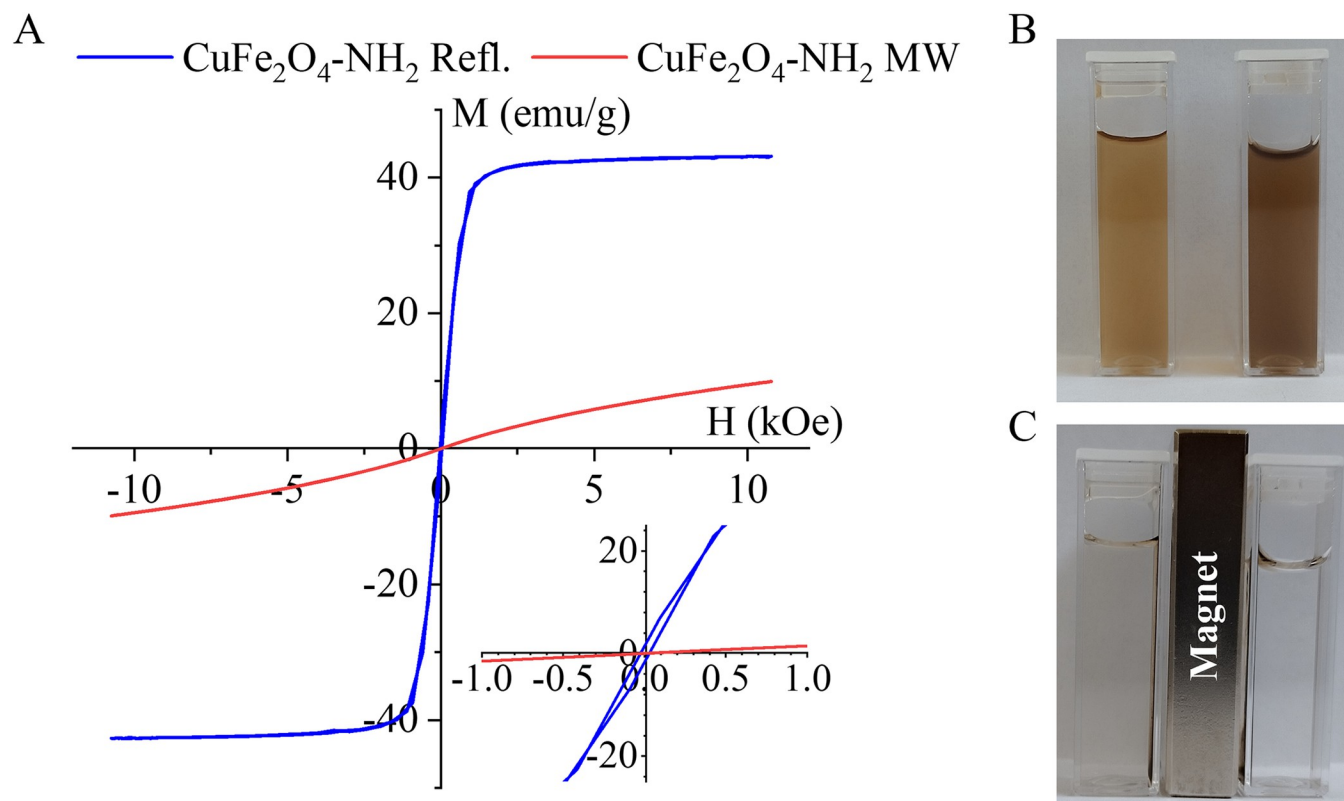 A
CuFe₂O₄-NH₂ Refl. CuFe₂O₄-NH₂ MW
M (emu/g)
40
20
0
-20
-40
H (kOe)
-10 -5 0 5 10
20
0
-20
-1.0 -0.5 0.0 0.5 1.0
B
C
Magnet